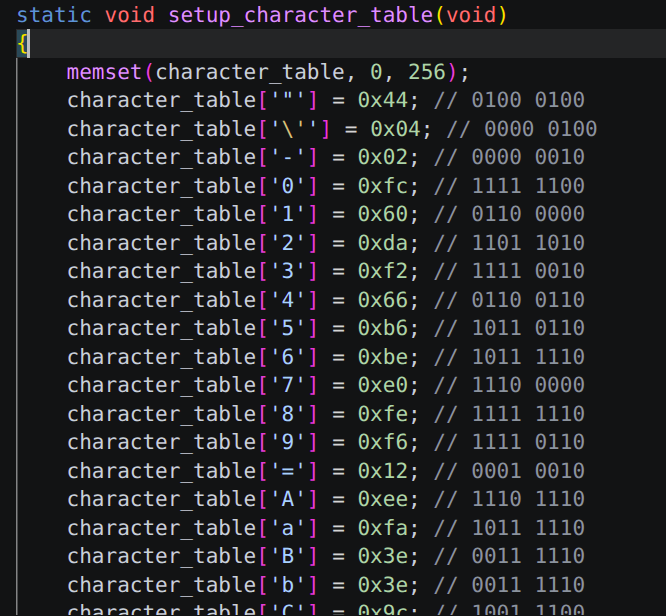 static void setup_character_table(void)
{
    memset(character_table, 0, 256);
    character_table['"'] = 0x44; // 0100 0100
    character_table['\''] = 0x04; // 0000 0100
    character_table['-'] = 0x02; // 0000 0010
    character_table['0'] = 0xfc; // 1111 1100
    character_table['1'] = 0x60; // 0110 0000
    character_table['2'] = 0xda; // 1101 1010
    character_table['3'] = 0xf2; // 1111 0010
    character_table['4'] = 0x66; // 0110 0110
    character_table['5'] = 0xb6; // 1011 0110
    character_table['6'] = 0xbe; // 1011 1110
    character_table['7'] = 0xe0; // 1110 0000
    character_table['8'] = 0xfe; // 1111 1110
    character_table['9'] = 0xf6; // 1111 0110
    character_table['='] = 0x12; // 0001 0010
    character_table['A'] = 0xee; // 1110 1110
    character_table['a'] = 0xfa; // 1011 1110
    character_table['B'] = 0x3e; // 0011 1110
    character_table['b'] = 0x3e; // 0011 1110
    character_table['C'] = 0x9c; // 1001 1100